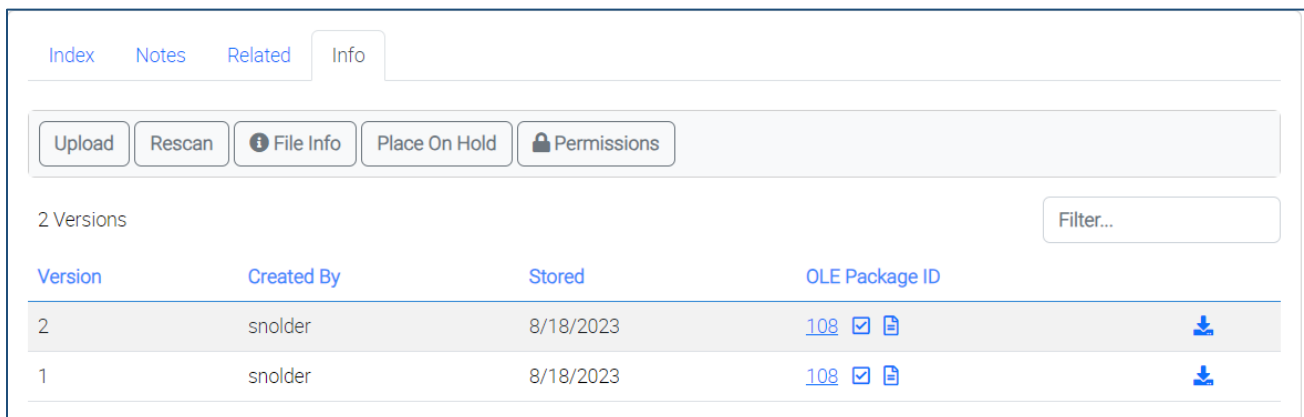 Index Notes Related Info
Upload Rescan File Info Place On Hold Permissions
2 Versions Filter...
Version Created By Stored OLE Package ID
2 snolder 8/18/2023 108
1 snolder 8/18/2023 108